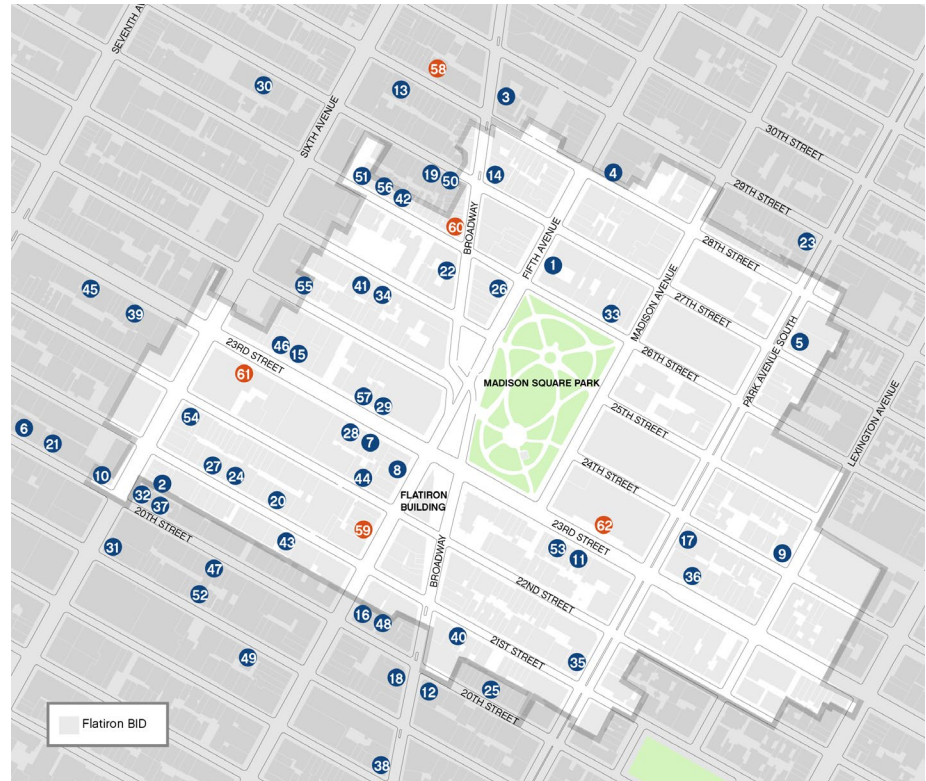 SEVENTH AVENUE
58
30
13
3
SIXTH AVENUE
30TH STREET
51
56
42
19
50
14
4
29TH STREET
60
BROADWAY
23
28TH STREET
22
FIFTH AVENUE
1
26
41
34
55
33
MADISON AVENUE
27TH STREET
45
39
5
46
15
23RD STREET
26TH STREET
PARK AVENUE SOUTH
61
MADISON SQUARE PARK
57
29
25TH STREET
54
6
21
28
7
LEXINGTON AVENUE
27
24
10
32
2
37
44
8
24TH STREET
20
FLATIRON
BUILDING
20TH STREET
59
23RD STREET
62
31
43
17
9
53
11
BROADWAY
36
47
22ND STREET
52
16
48
40
21ST STREET
49
35
18
12
25
20TH STREET
Flatiron BID
38